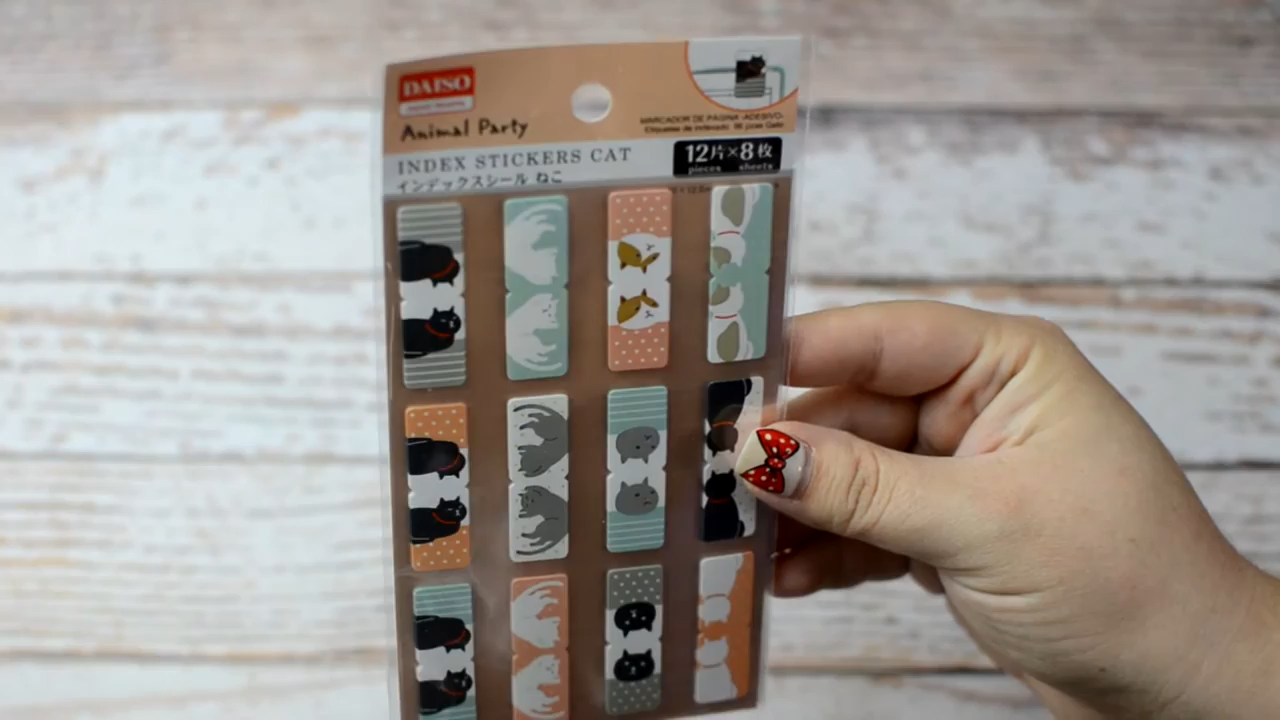 DAISO
Animal Party
MARCADOR DE PÁGINA -ADESIVO-
INDEX STICKERS CAT
インデックスシール ねこ
12片×8枚
pieces sheets